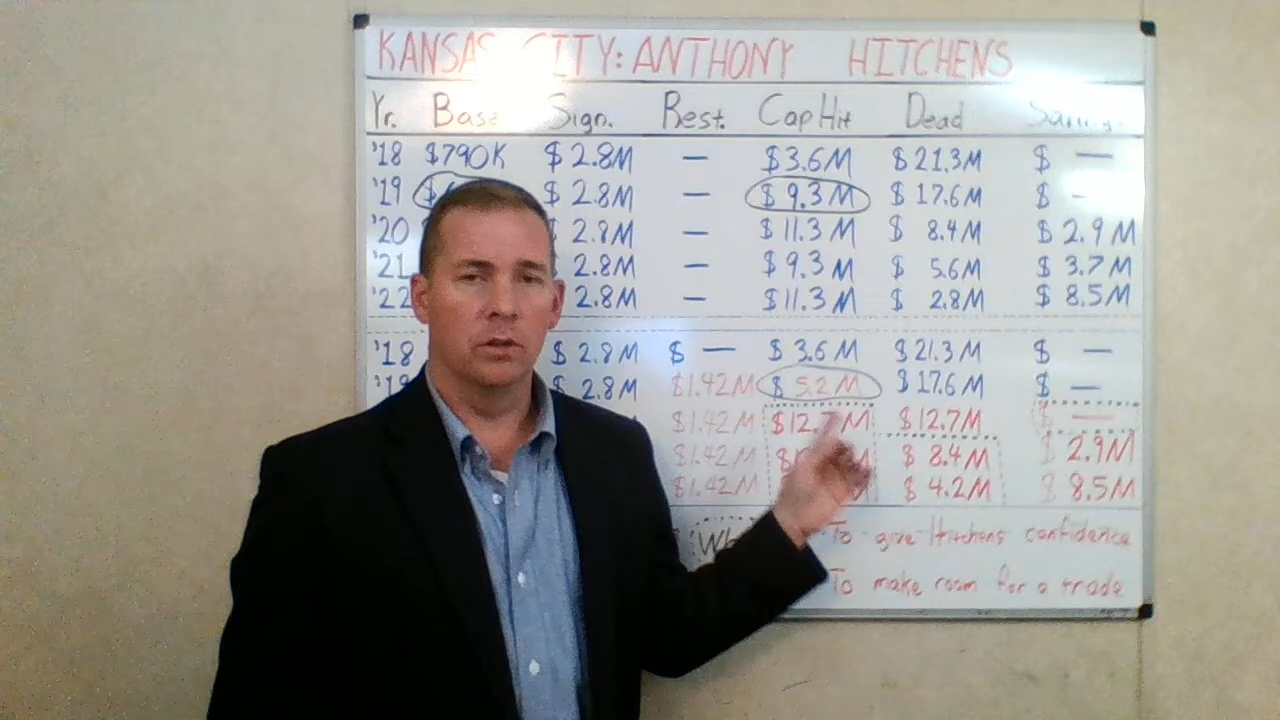 KANSAS CITY: ANTHONY HITCHENS
Yr. Base Sign. Rest. Cap Hit Dead Savings
'18 $790K $2.8M — $3.6M $21.3M $ —
'19 $ $2.8M — $9.3M $17.6M $ -
'20 $ 2.8M — $11.3M $ 8.4M $2.9M
'21 2.8M — $9.3M $ 5.6M $3.7M
'22 2.8M — $11.3M $ 2.8M $8.5M
'18 $2.8M $ — $3.6M $21.3M $ —
'19 $2.8M $1.42M $5.2M $17.6M $ —
$1.42M $12.7M $12.7M $ —
$1.42M $ M $8.4M $2.9M
$1.42M M $4.2M $8.5M
To give Hitchens confidence
To make room for a trade